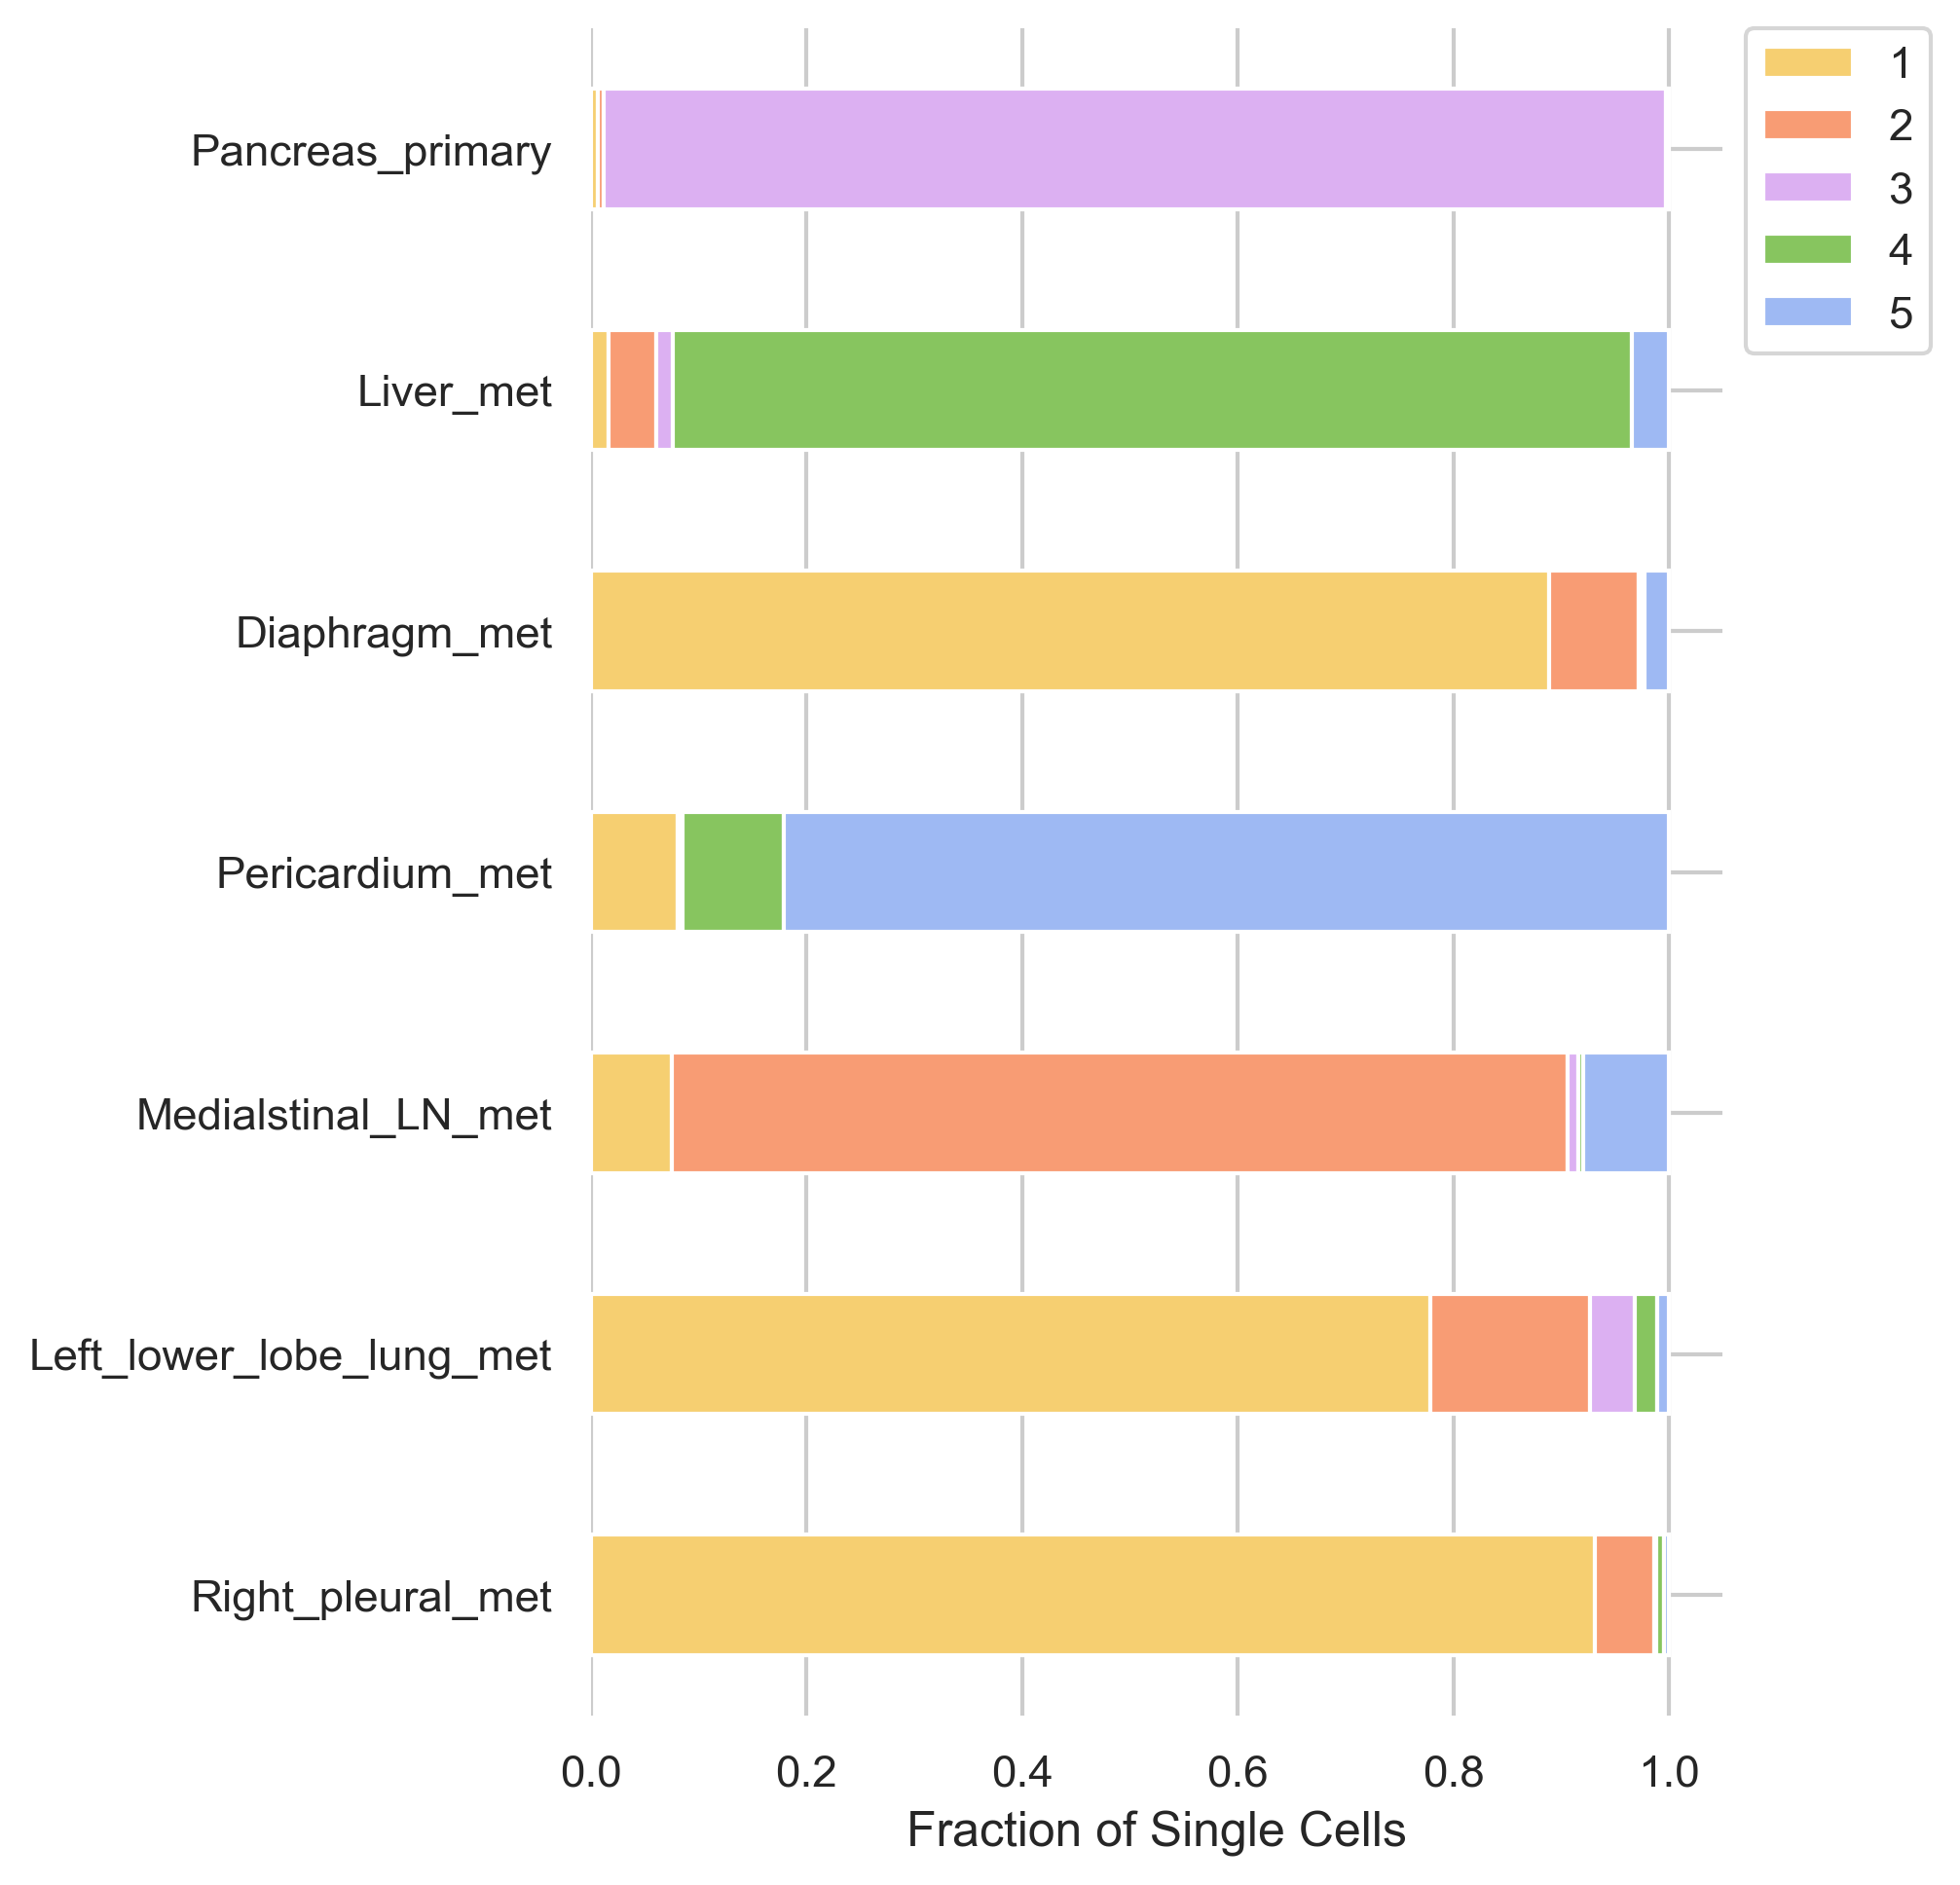 1
2
3
4
5
Pancreas_primary
Liver_met
Diaphragm_met
Pericardium_met
Medialstinal_LN_met
Left_lower_lobe_lung_met
Right_pleural_met
0.0 0.2 0.4 0.6 0.8 1.0
Fraction of Single Cells